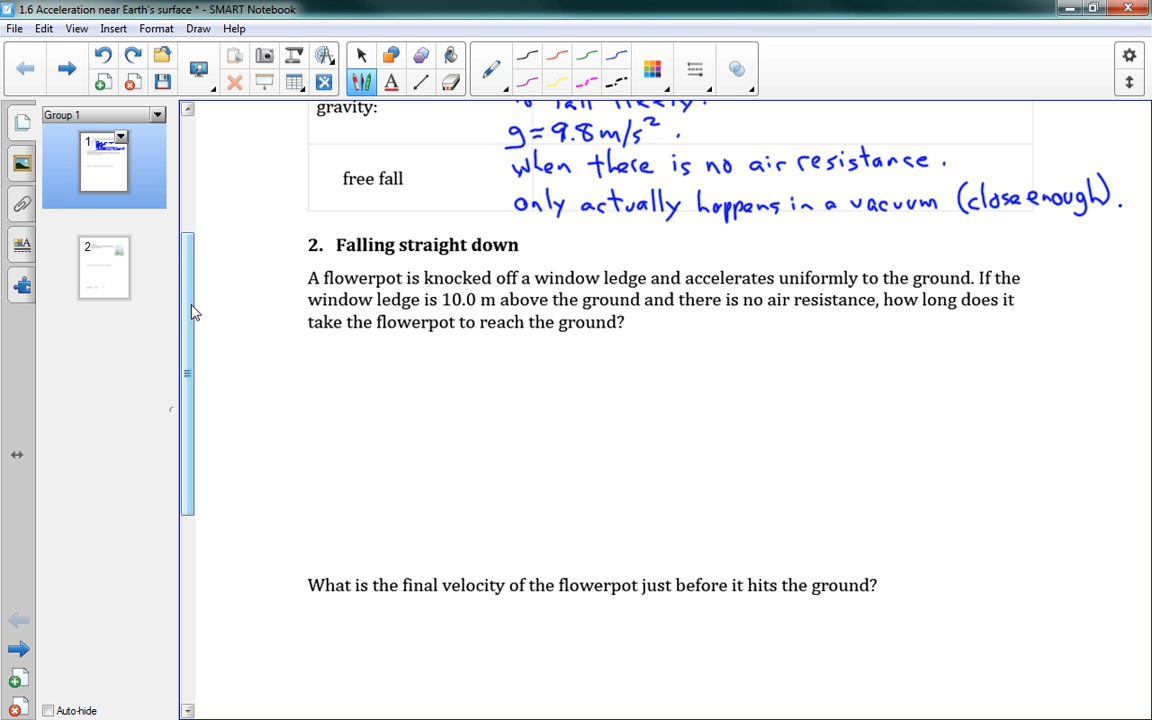 1.6 Acceleration near Earth's surface * - SMART Notebook
File Edit View Insert Format Draw Help
Group 1
1
2
gravity:
to fall likely.
g = 9.8 m/s² .
when there is no air resistance .
free fall
only actually happens in a vacuum (close enough) .
2. Falling straight down
A flowerpot is knocked off a window ledge and accelerates uniformly to the ground. If the
window ledge is 10.0 m above the ground and there is no air resistance, how long does it
take the flowerpot to reach the ground?
What is the final velocity of the flowerpot just before it hits the ground?
Auto-hide